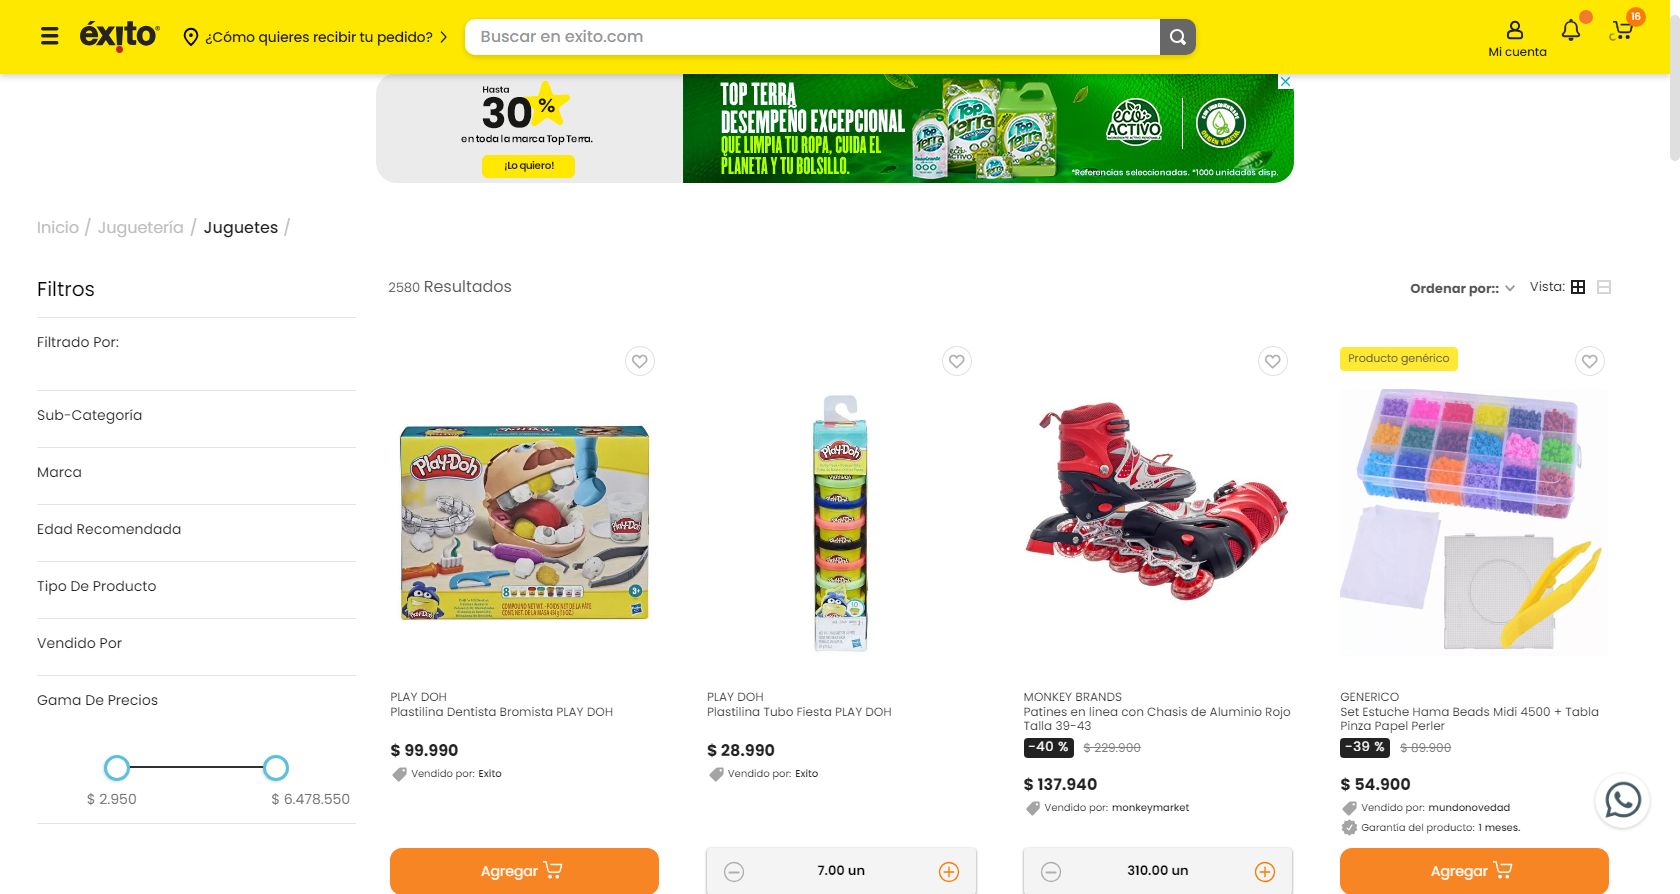 éxito
¿Cómo quieres recibir tu pedido?
Buscar en exito.com
Mi cuenta
16
Hasta
30 %
en toda la marca Top Terra.
¡Lo quiero!
TOP TERRA
DESEMPEÑO EXCEPCIONAL
QUE LIMPIA TU ROPA, CUIDA EL
PLANETA Y TU BOLSILLO.
Top Terra
eco
ACTIVO
*Referencias seleccionadas. *1000 unidades disp.
Inicio / Juguetería / Juguetes /
Filtros
2580 Resultados
Ordenar por::
Vista:
Filtrado Por:
Sub-Categoría
Marca
Edad Recomendada
Tipo De Producto
Vendido Por
Gama De Precios
$ 2.950
$ 6.478.550
Play-Doh
PLAY DOH
Plastilina Dentista Bromista PLAY DOH
$ 99.990
Vendido por: Exito
Agregar
Play-Doh
PLAY DOH
Plastilina Tubo Fiesta PLAY DOH
$ 28.990
Vendido por: Exito
7.00 un
MONKEY BRANDS
Patines en linea con Chasis de Aluminio Rojo
Talla 39-43
-40 % $ 229.900
$ 137.940
Vendido por: monkeymarket
310.00 un
Producto genérico
GENERICO
Set Estuche Hama Beads Midi 4500 + Tabla
Pinza Papel Perler
-39 % $ 89.900
$ 54.900
Vendido por: mundonovedad
Garantía del producto: 1 meses.
Agregar